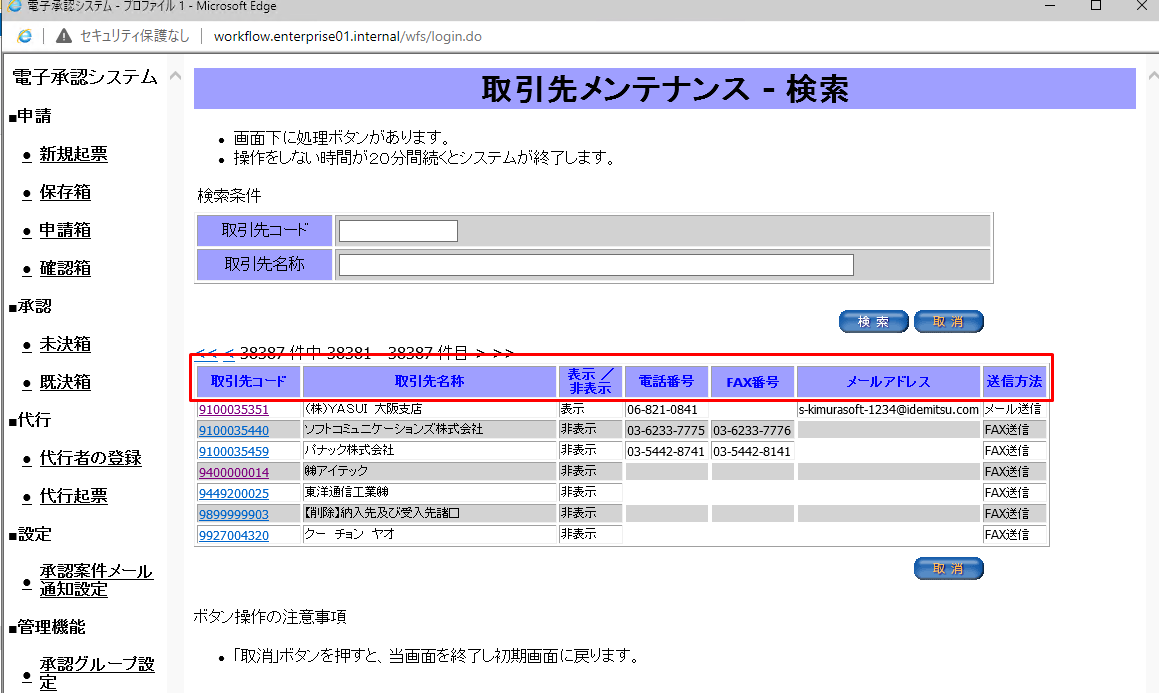 電子承認システム - プロファイル 1 - Microsoft Edge
セキュリティ保護なし | workflow.enterprise01.internal/wfs/login.do
電子承認システム
■申請
● 新規起票
● 保存箱
● 申請箱
● 確認箱
■承認
● 未決箱
● 既決箱
■代行
● 代行者の登録
● 代行起票
■設定
● 承認案件メール
通知設定
■管理機能
● 承認グループ設
定
取引先メンテナンス - 検索
• 画面下に処理ボタンがあります。
• 操作をしない時間が20分間続くとシステムが終了します。
検索条件
取引先コード
取引先名称
検 索 取 消
<< < 38387 件中 38381 - 38387 件目 > >>
取引先コード 取引先名称 表示 ／ 非表示 電話番号 FAX番号 メールアドレス 送信方法
9100035351 (株)YASUI 大阪支店 表示 06-821-0841 s-kimurasoft-1234@idemitsu.com メール送信
9100035440 ソフトコミュニケーションズ株式会社 非表示 03-6233-7775 03-6233-7776 FAX送信
9100035459 パナック株式会社 非表示 03-5442-8741 03-5442-8141 FAX送信
9400000014 ㈱アイテック 非表示 FAX送信
9449200025 東洋通信工業㈱ 非表示 FAX送信
9899999903 【削除】納入先及び受入先諸口 非表示 FAX送信
9927004320 クー チョン ヤオ 非表示 FAX送信
取 消
ボタン操作の注意事項
• 「取消」ボタンを押すと、当画面を終了し初期画面に戻ります。